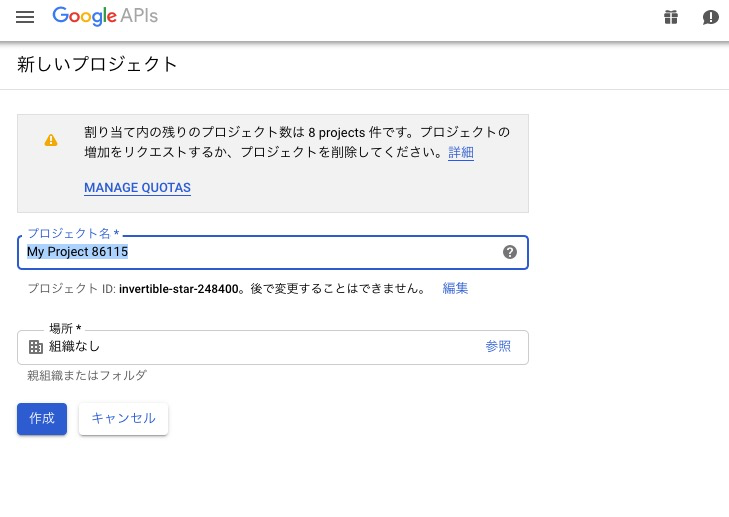 Google APIs
新しいプロジェクト
割り当て内の残りのプロジェクト数は 8 projects 件です。プロジェクトの
増加をリクエストするか、プロジェクトを削除してください。詳細
MANAGE QUOTAS
プロジェクト名 *
My Project 86115
プロジェクト ID: invertible-star-248400。後で変更することはできません。 編集
場所 *
組織なし 参照
親組織またはフォルダ
作成 キャンセル